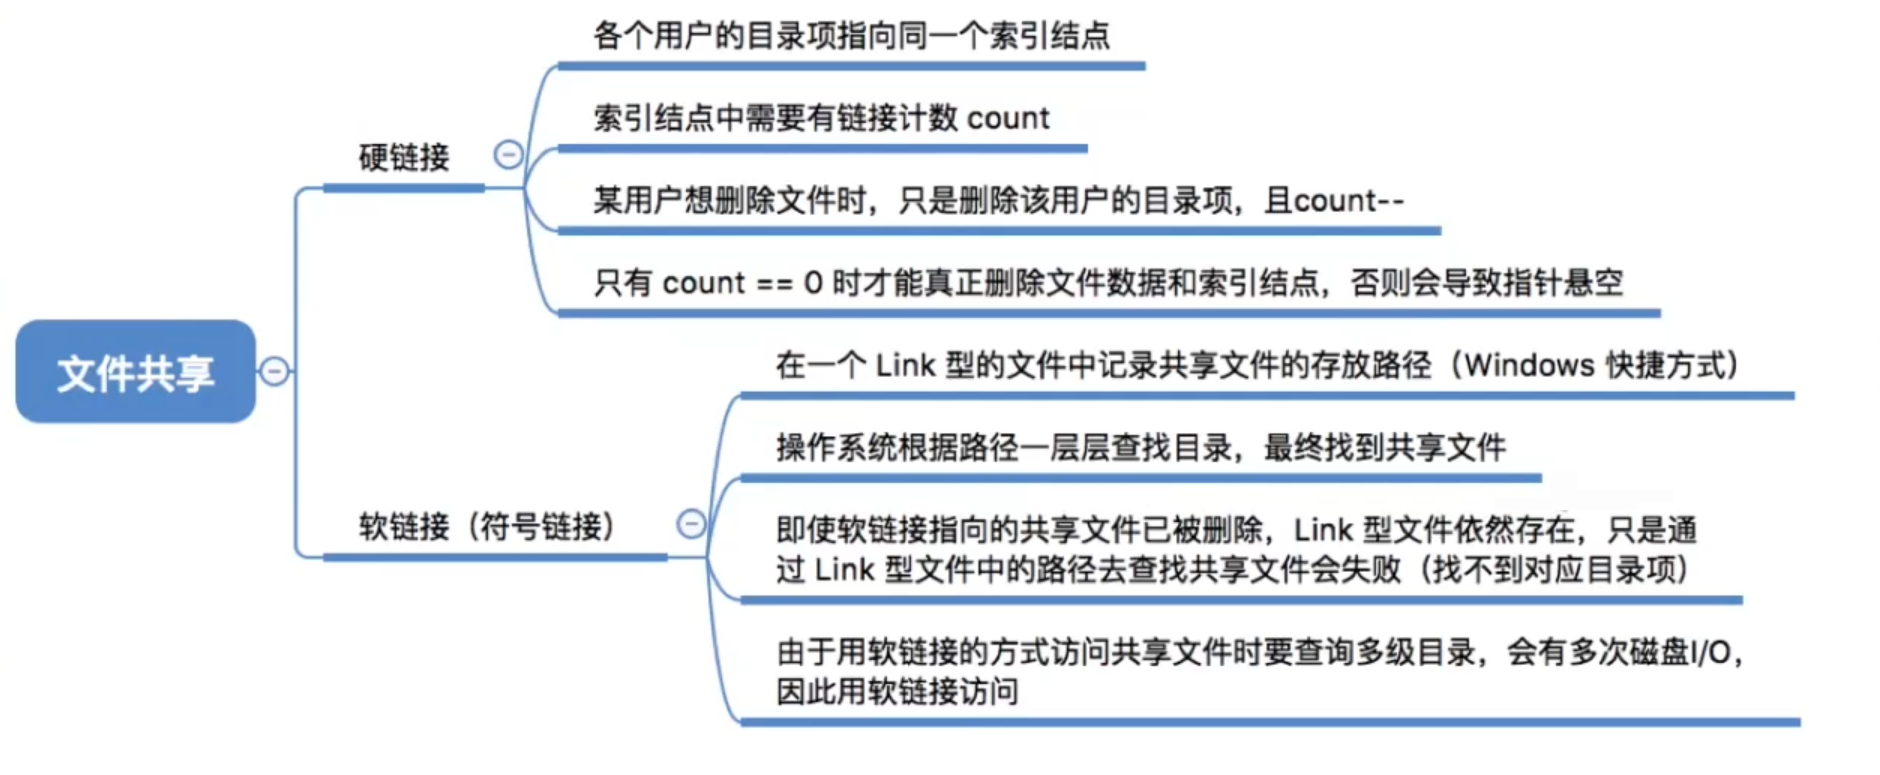 各个用户的目录项指向同一个索引结点
索引结点中需要有链接计数 count
硬链接
某用户想删除文件时，只是删除该用户的目录项，且count--
只有 count == 0 时才能真正删除文件数据和索引结点，否则会导致指针悬空
文件共享
在一个 Link 型的文件中记录共享文件的存放路径（Windows 快捷方式）
操作系统根据路径一层层查找目录，最终找到共享文件
软链接（符号链接）
即使软链接指向的共享文件已被删除，Link 型文件依然存在，只是通
过 Link 型文件中的路径去查找共享文件会失败（找不到对应目录项）
由于用软链接的方式访问共享文件时要查询多级目录，会有多次磁盘I/O，
因此用软链接访问